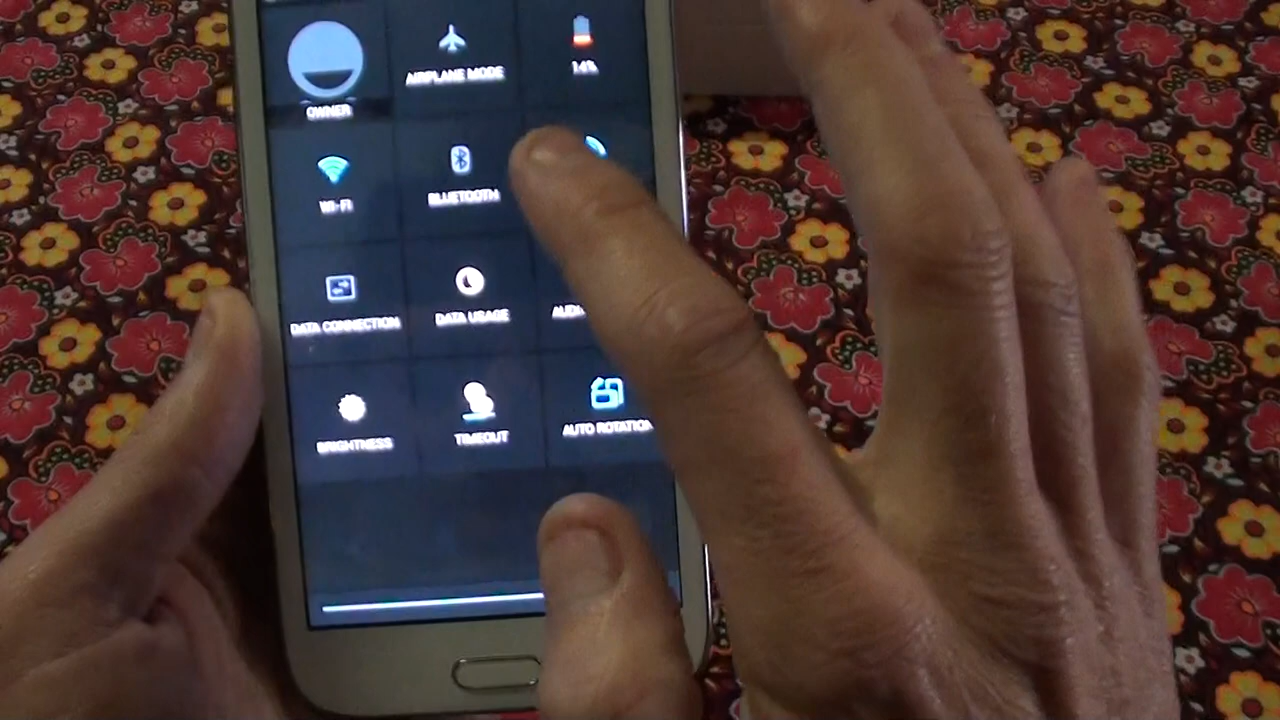 OWNER
AIRPLANE MODE
14%
WI-FI
BLUETOOTH
DATA CONNECTION
DATA USAGE
BRIGHTNESS
TIMEOUT
AUTO ROTATION